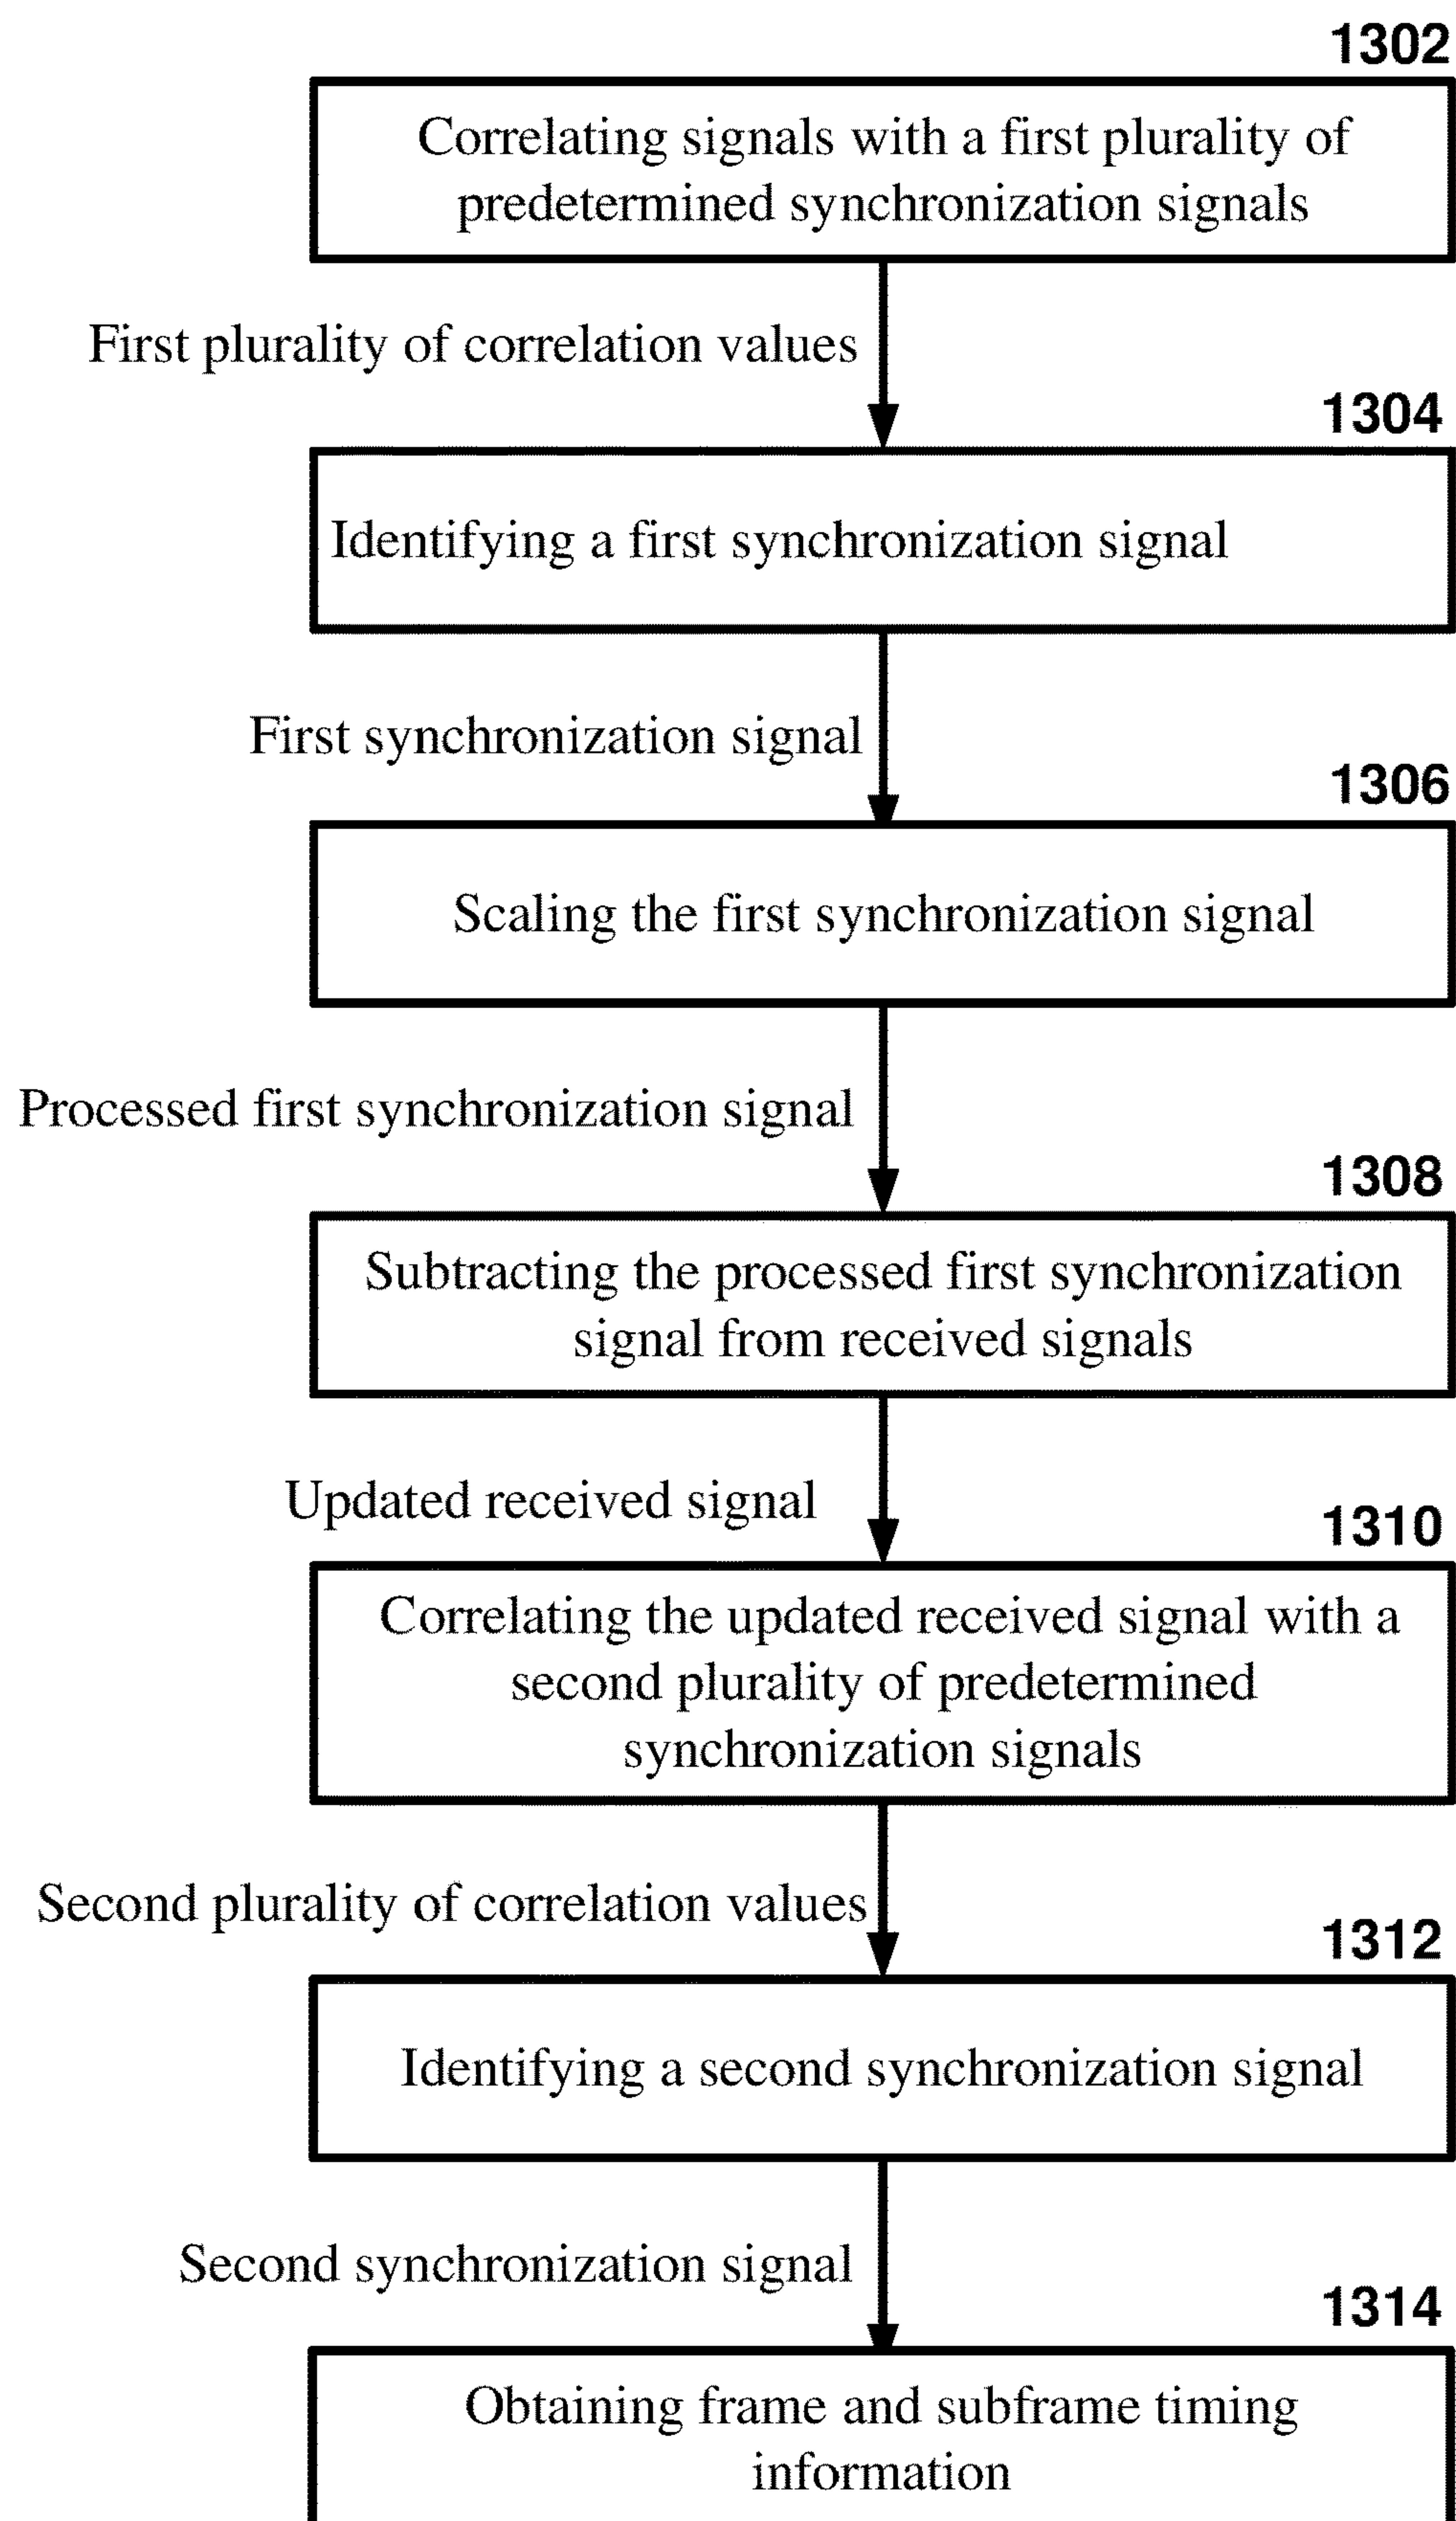 1302
Correlating signals with a first plurality of
predetermined synchronization signals
First plurality of correlation values
1304
Identifying a first synchronization signal
First synchronization signal
1306
Scaling the first synchronization signal
Processed first synchronization signal
1308
Subtracting the processed first synchronization
signal from received signals
Updated received signal
1310
Correlating the updated received signal with a
second plurality of predetermined
synchronization signals
Second plurality of correlation values
1312
Identifying a second synchronization signal
Second synchronization signal
1314
Obtaining frame and subframe timing
information